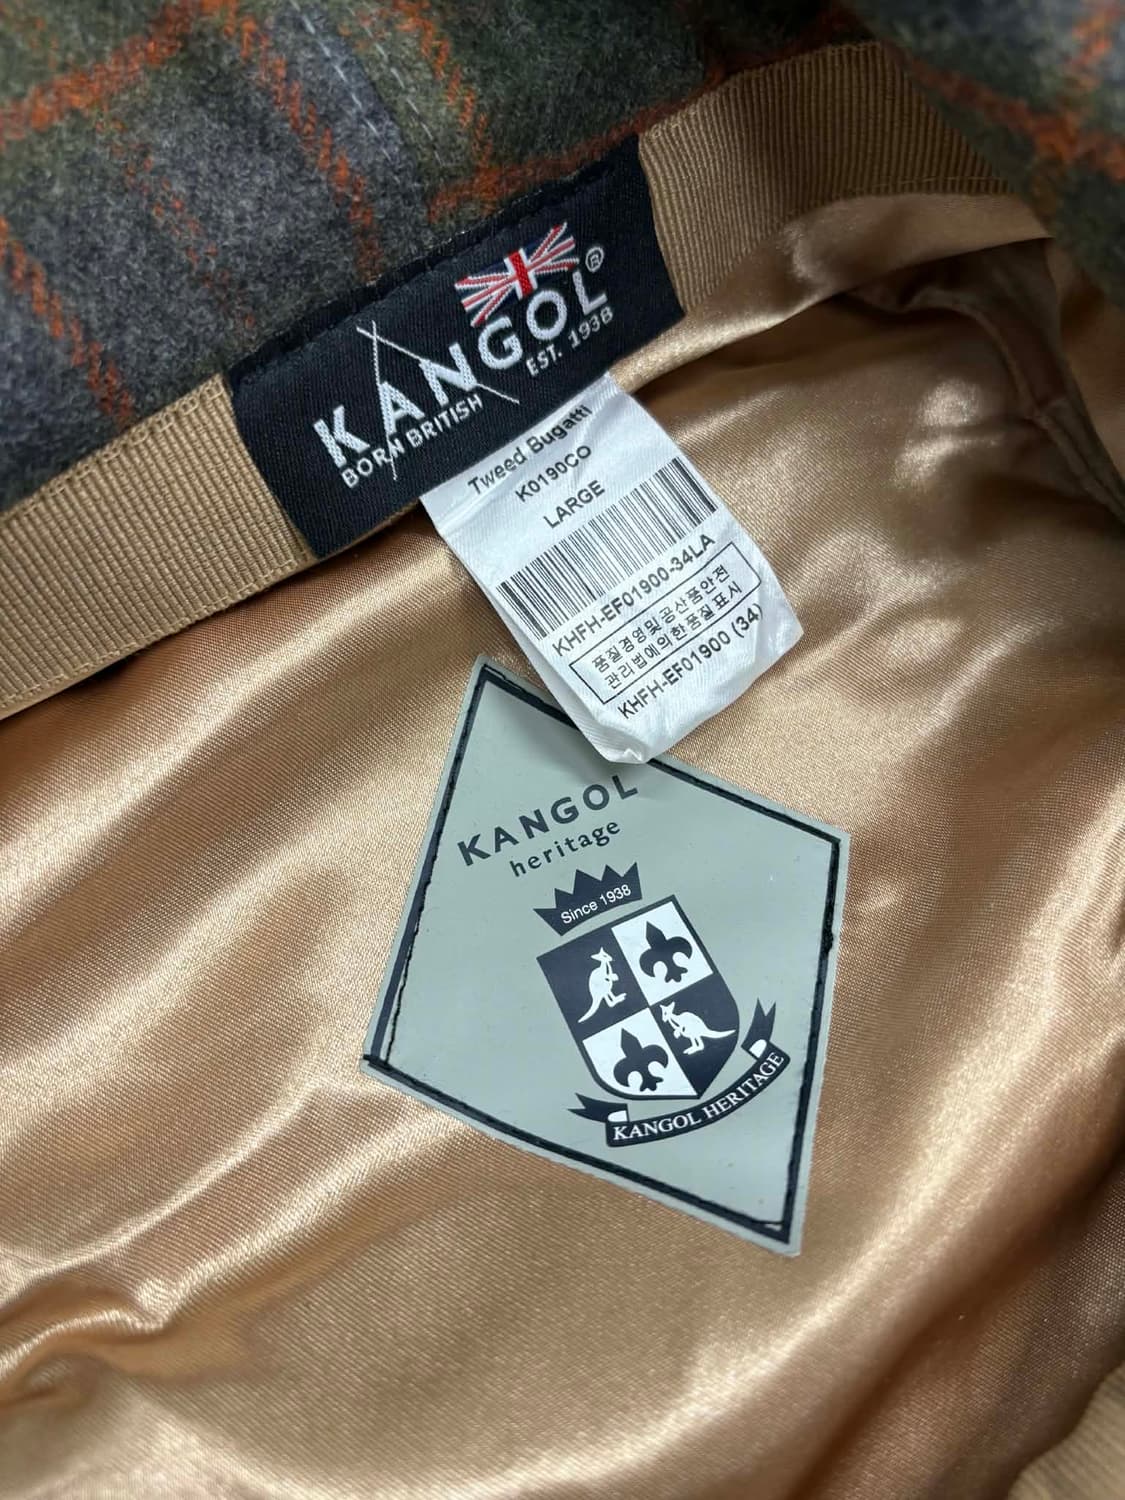 KANGOL®
BORN BRITISH EST. 1938
Tweed Bugatti
K0190CO
LARGE
KHFH-EF01900-34LA
품질경영및공산품안전
관리법에의한품질표시
KHFH-EF01900 (34)
KANGOL
heritage
Since 1938
KANGOL HERITAGE